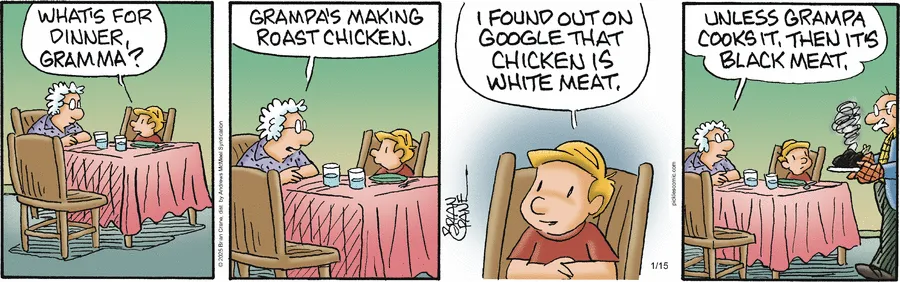 WHAT'S FOR
DINNER,
GRAMMA?
GRAMPA'S MAKING
ROAST CHICKEN.
I FOUND OUT ON
GOOGLE THAT
CHICKEN IS
WHITE MEAT.
UNLESS GRAMPA
COOKS IT. THEN IT'S
BLACK MEAT.
© 2025 Brian Crane, dist. by Andrews McMeel Syndication
BRIAN
CRANE
1/15
picklescomic.com